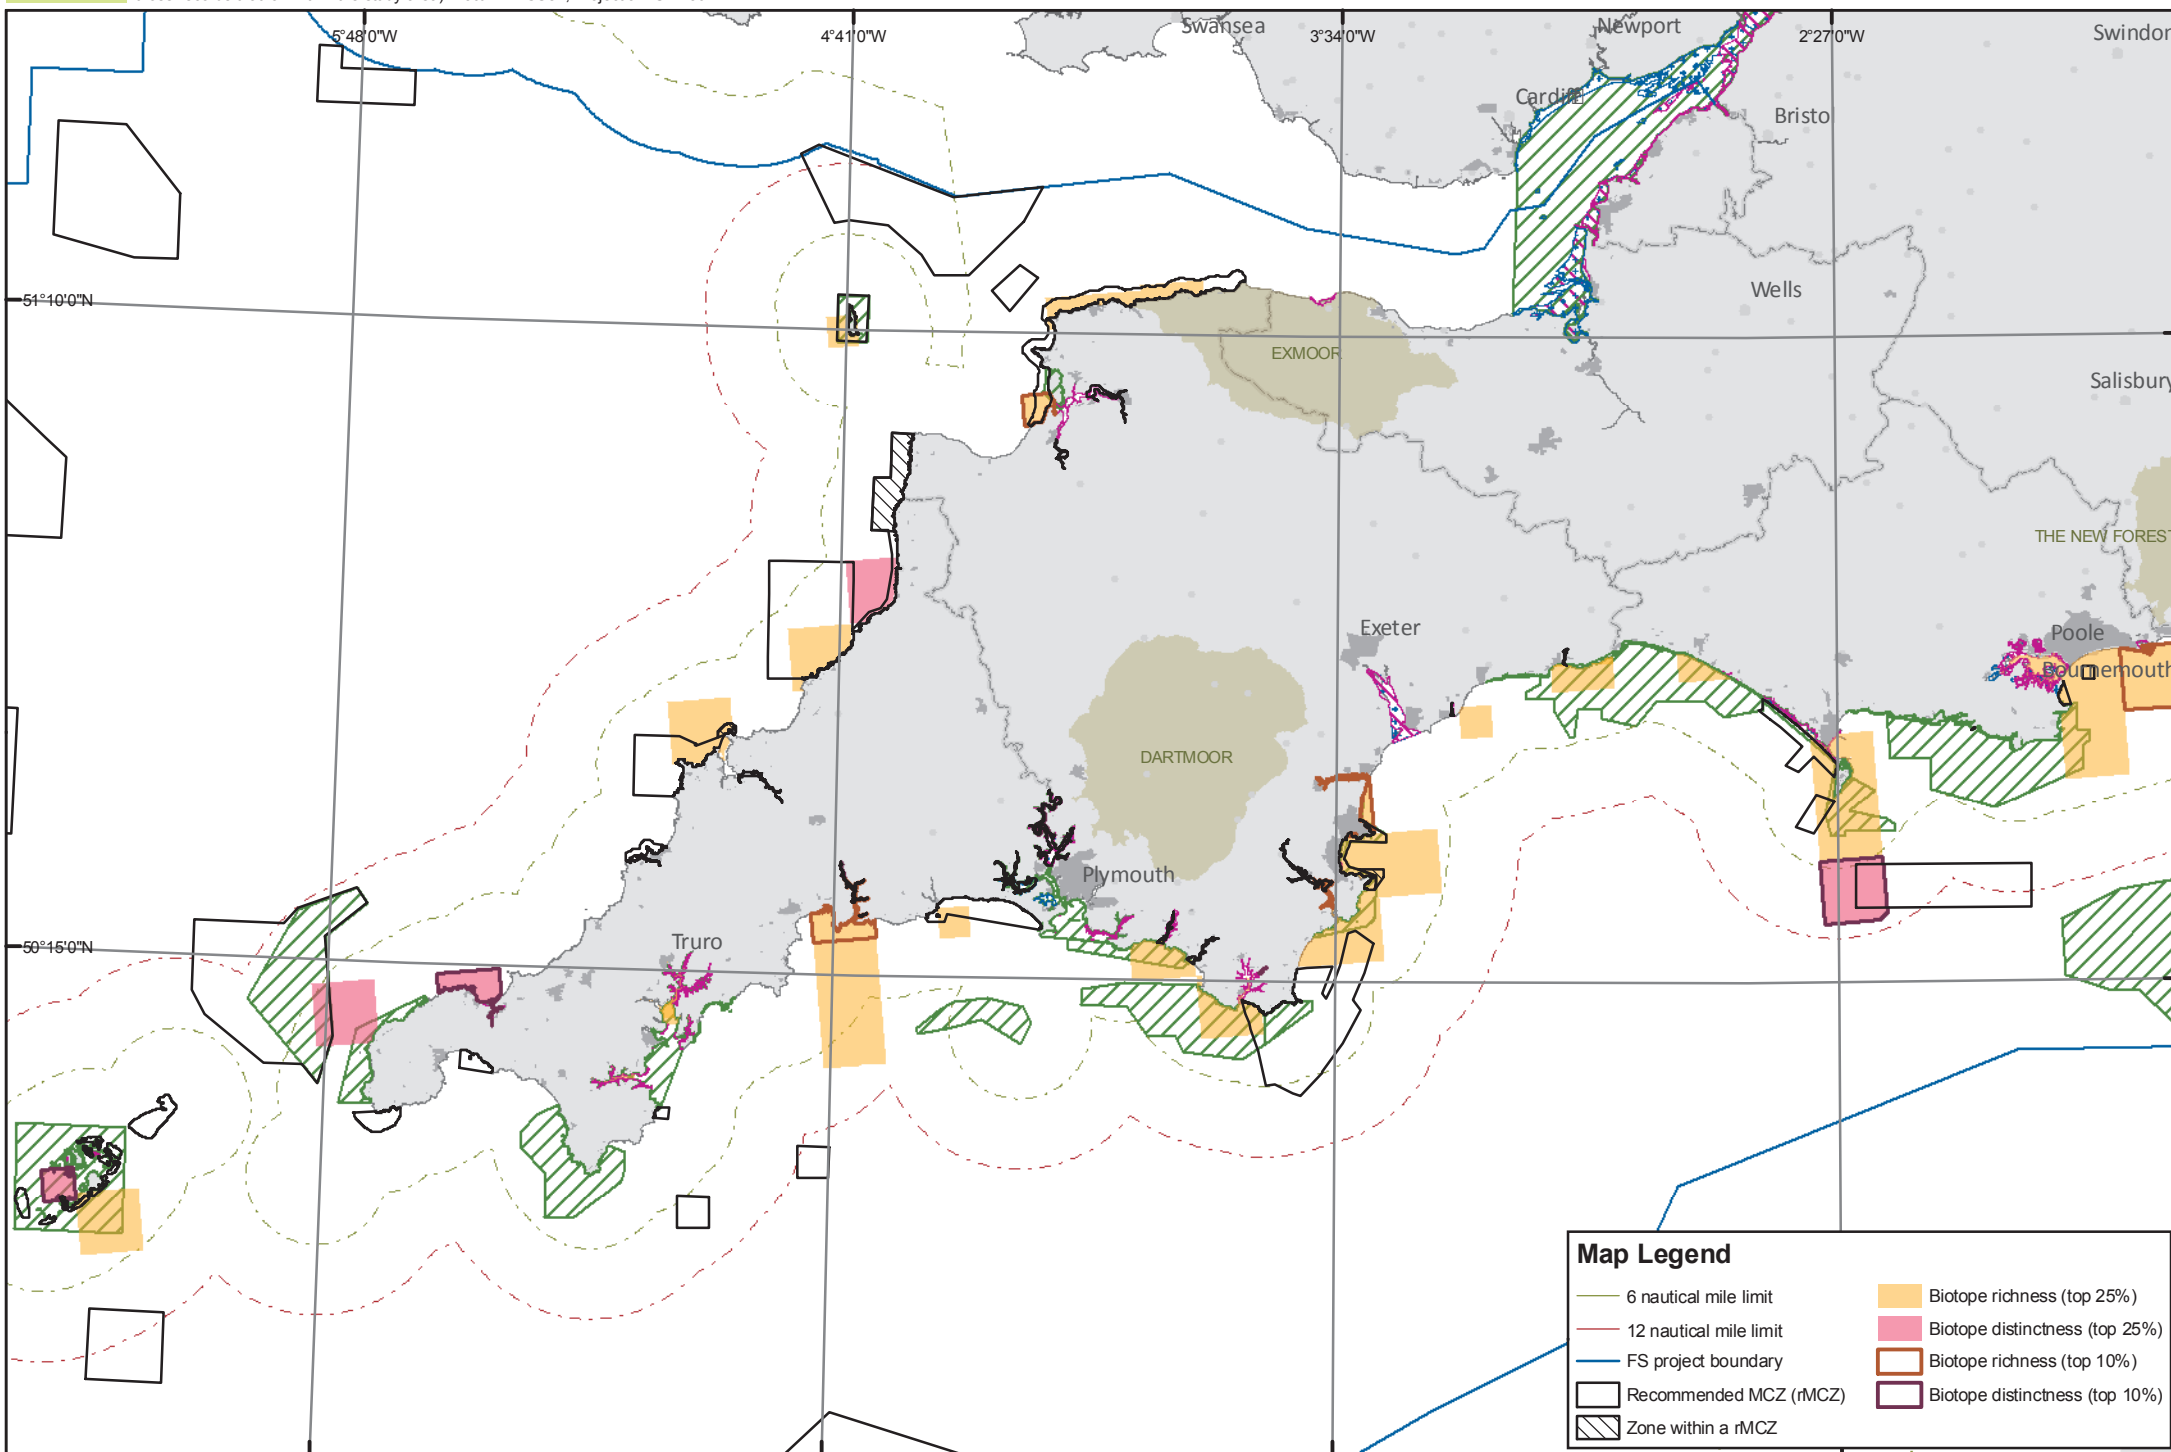 5°48'0"W
4°41'0"W
Swansea
3°34'0"W
Newport
2°27'0"W
Swindon
Cardiff
Bristo
51°10'0"N
Wells
EXMOOR
Salisbury
THE NEW FOREST
Exeter
Poole
Bournemouth
DARTMOOR
Plymouth
Truro
50°15'0"N
Map Legend
6 nautical mile limit
12 nautical mile limit
FS project boundary
Recommended MCZ (rMCZ)
Zone within a rMCZ
Biotope richness (top 25%)
Biotope distinctness (top 25%)
Biotope richness (top 10%)
Biotope distinctness (top 10%)